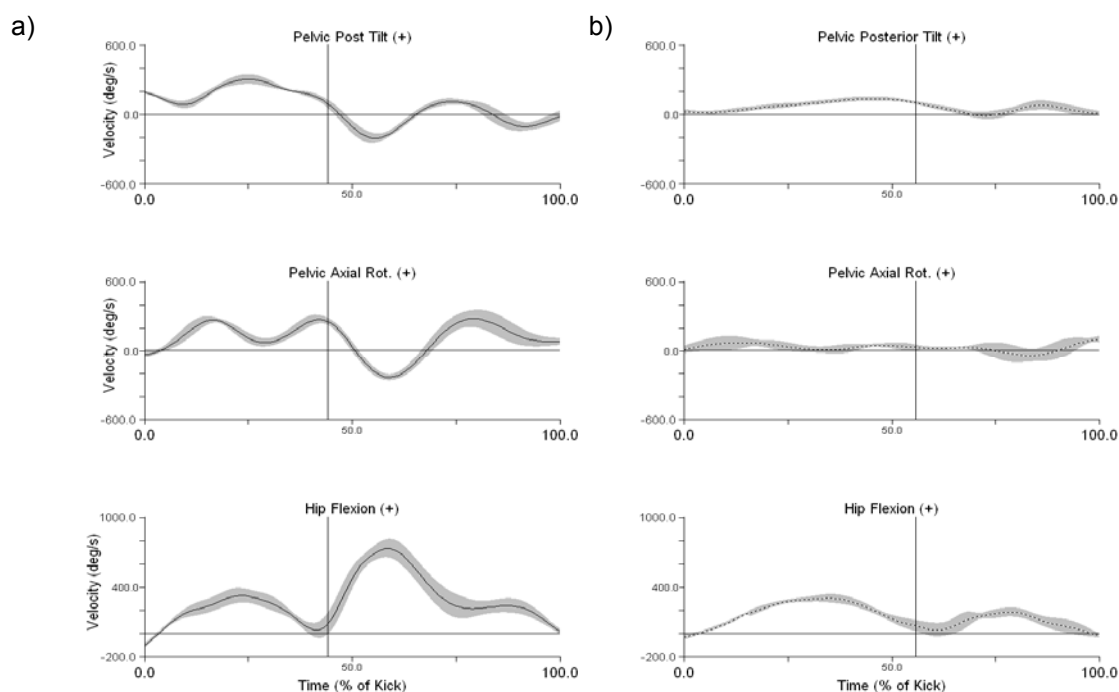 a)
b)
Pelvic Post Tilt (+)
Velocity (deg/s)
600.0
0.0
-600.0
0.0
50.0
100.0
Pelvic Posterior Tilt (+)
600.0
0.0
-600.0
0.0
50.0
100.0
Pelvic Axial Rot. (+)
Velocity (deg/s)
600.0
0.0
-600.0
0.0
50.0
100.0
Pelvic Axial Rot. (+)
600.0
0.0
-600.0
0.0
50.0
100.0
Hip Flexion (+)
Velocity (deg/s)
1000.0
400.0
-200.0
0.0
50.0
100.0
Time (% of Kick)
Hip Flexion (+)
1000.0
400.0
-200.0
0.0
50.0
100.0
Time (% of Kick)